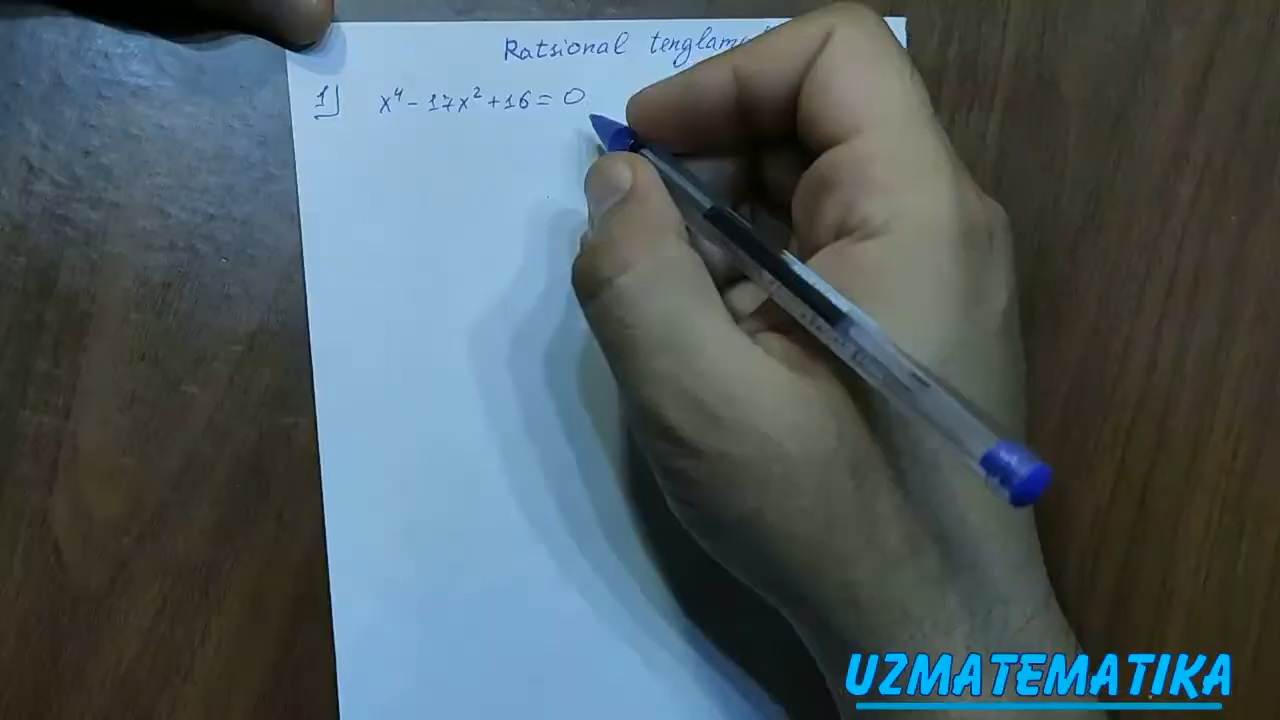 Ratsional
1) x⁴ - 17x² + 16 = 0
UZMATEMATIKA